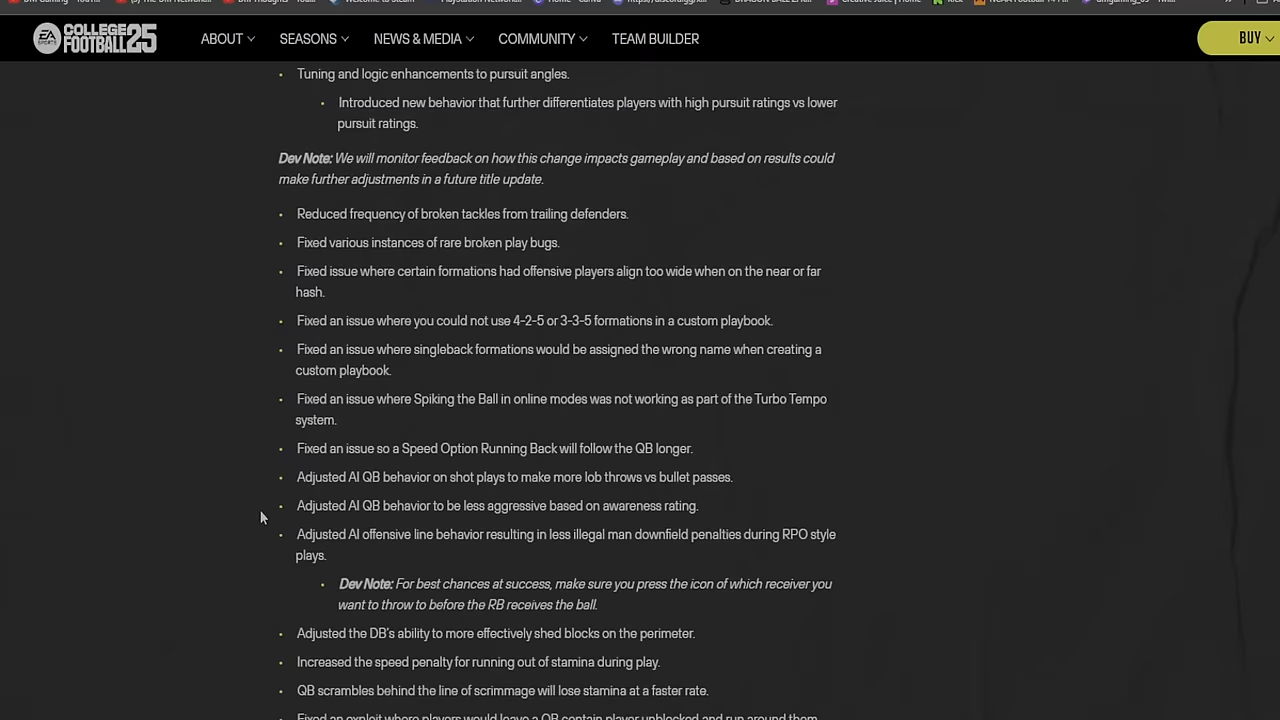 Welcome to Steam
EA SPORTS COLLEGE FOOTBALL 25
ABOUT SEASONS NEWS & MEDIA COMMUNITY TEAM BUILDER BUY
• Tuning and logic enhancements to pursuit angles.
• Introduced new behavior that further differentiates players with high pursuit ratings vs lower
pursuit ratings.
Dev Note: We will monitor feedback on how this change impacts gameplay and based on results could
make further adjustments in a future title update.
• Reduced frequency of broken tackles from trailing defenders.
• Fixed various instances of rare broken play bugs.
• Fixed issue where certain formations had offensive players align too wide when on the near or far
hash.
• Fixed an issue where you could not use 4-2-5 or 3-3-5 formations in a custom playbook.
• Fixed an issue where singleback formations would be assigned the wrong name when creating a
custom playbook.
• Fixed an issue where Spiking the Ball in online modes was not working as part of the Turbo Tempo
system.
• Fixed an issue so a Speed Option Running Back will follow the QB longer.
• Adjusted AI QB behavior on shot plays to make more lob throws vs bullet passes.
• Adjusted AI QB behavior to be less aggressive based on awareness rating.
• Adjusted AI offensive line behavior resulting in less illegal man downfield penalties during RPO style
plays.
• Dev Note: For best chances at success, make sure you press the icon of which receiver you
want to throw to before the RB receives the ball.
• Adjusted the DB's ability to more effectively shed blocks on the perimeter.
• Increased the speed penalty for running out of stamina during play.
• QB scrambles behind the line of scrimmage will lose stamina at a faster rate.
• Fixed an exploit where players would leave a QB contain player unblocked and run around them